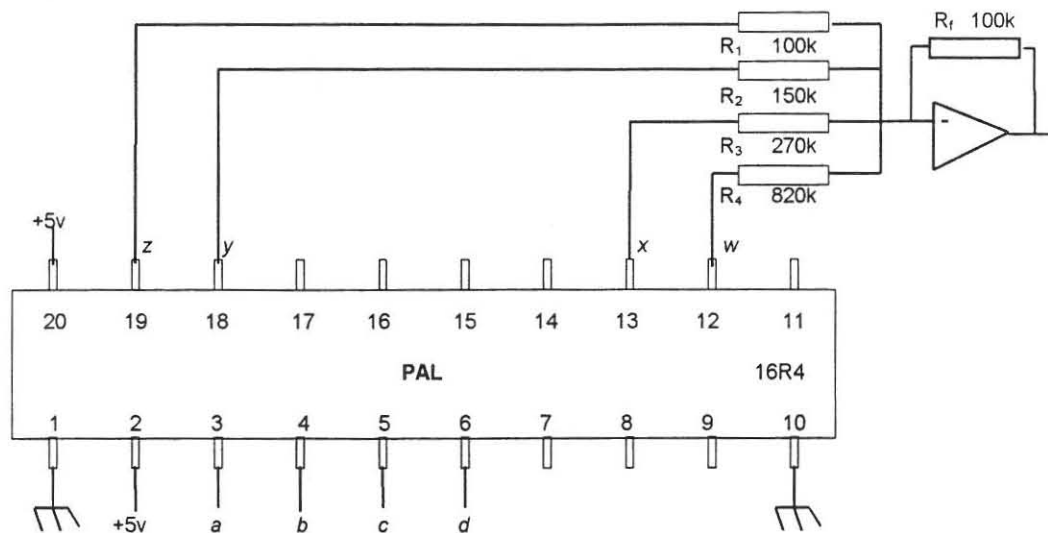 R1 100k
R2 150k
R3 270k
R4 820k
Rf 100k
-
+5v z y x w
20 19 18 17 16 15 14 13 12 11
PAL 16R4
1 2 3 4 5 6 7 8 9 10
+5v a b c d